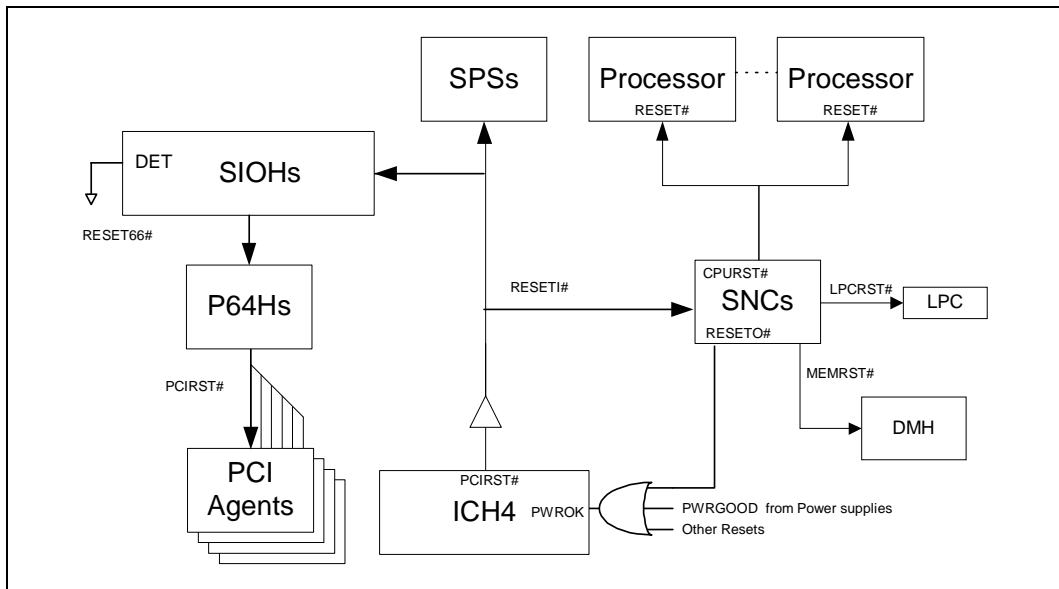 SPSs
Processor
Processor
RESET#
RESET#
DET
SIOHs
RESET66#
P64Hs
RESETI#
CPURST#
SNCs
RESETO#
LPCRST#
LPC
MEMRST#
DMH
PCIRST#
PCI
Agents
PCIRST#
ICH4
PWROK
PWRGOOD from Power supplies
Other Resets